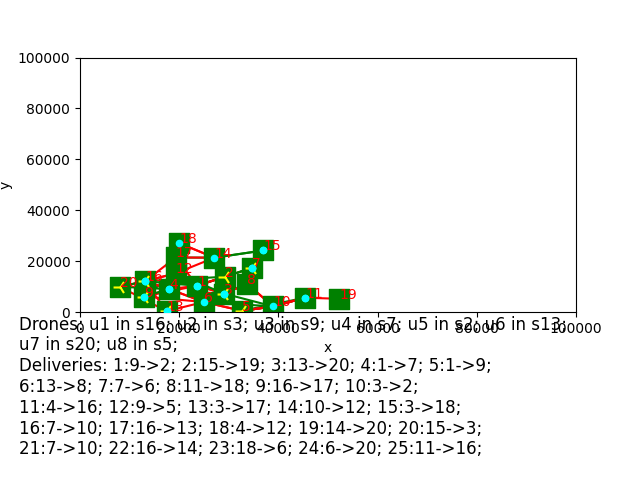 100000
80000
60000
40000
20000
0
y
18
14
15
11
19
0 20000 40000 60000 80000 100000
x
Drones: u1 in s16; u2 in s3; u3 in s9; u4 in s7; u5 in s2; u6 in s13;
u7 in s20; u8 in s5;
Deliveries: 1:9->2; 2:15->19; 3:13->20; 4:1->7; 5:1->9;
6:13->8; 7:7->6; 8:11->18; 9:16->17; 10:3->2;
11:4->16; 12:9->5; 13:3->17; 14:10->12; 15:3->18;
16:7->10; 17:16->13; 18:4->12; 19:14->20; 20:15->3;
21:7->10; 22:16->14; 23:18->6; 24:6->20; 25:11->16;